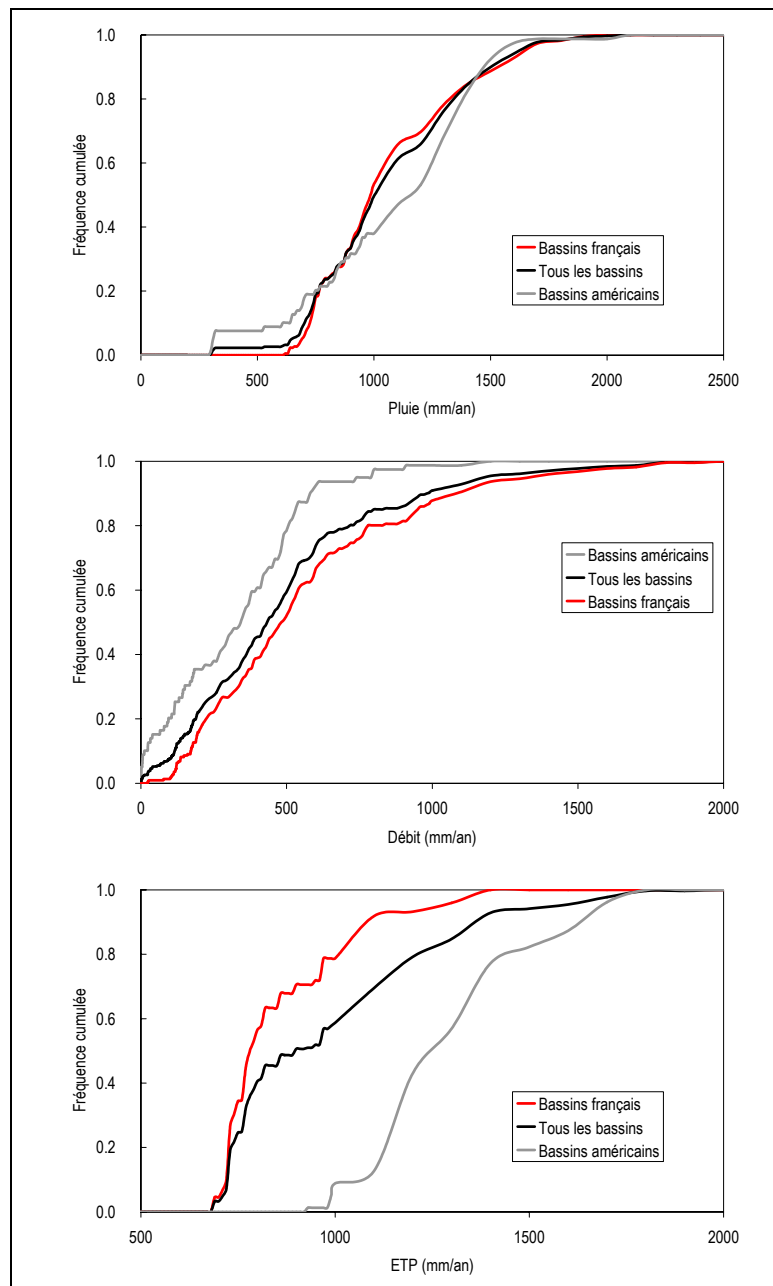 1.0
0.8
0.6
0.4
0.2
0.0
Fréquence cumulée
Bassins français
Tous les bassins
Bassins américains
0 500 1000 1500 2000 2500
Pluie (mm/an)
1.0
0.8
0.6
0.4
0.2
0.0
Fréquence cumulée
Bassins américains
Tous les bassins
Bassins français
0 500 1000 1500 2000
Débit (mm/an)
1.0
0.8
0.6
0.4
0.2
0.0
Fréquence cumulée
Bassins français
Tous les bassins
Bassins américains
500 1000 1500 2000
ETP (mm/an)